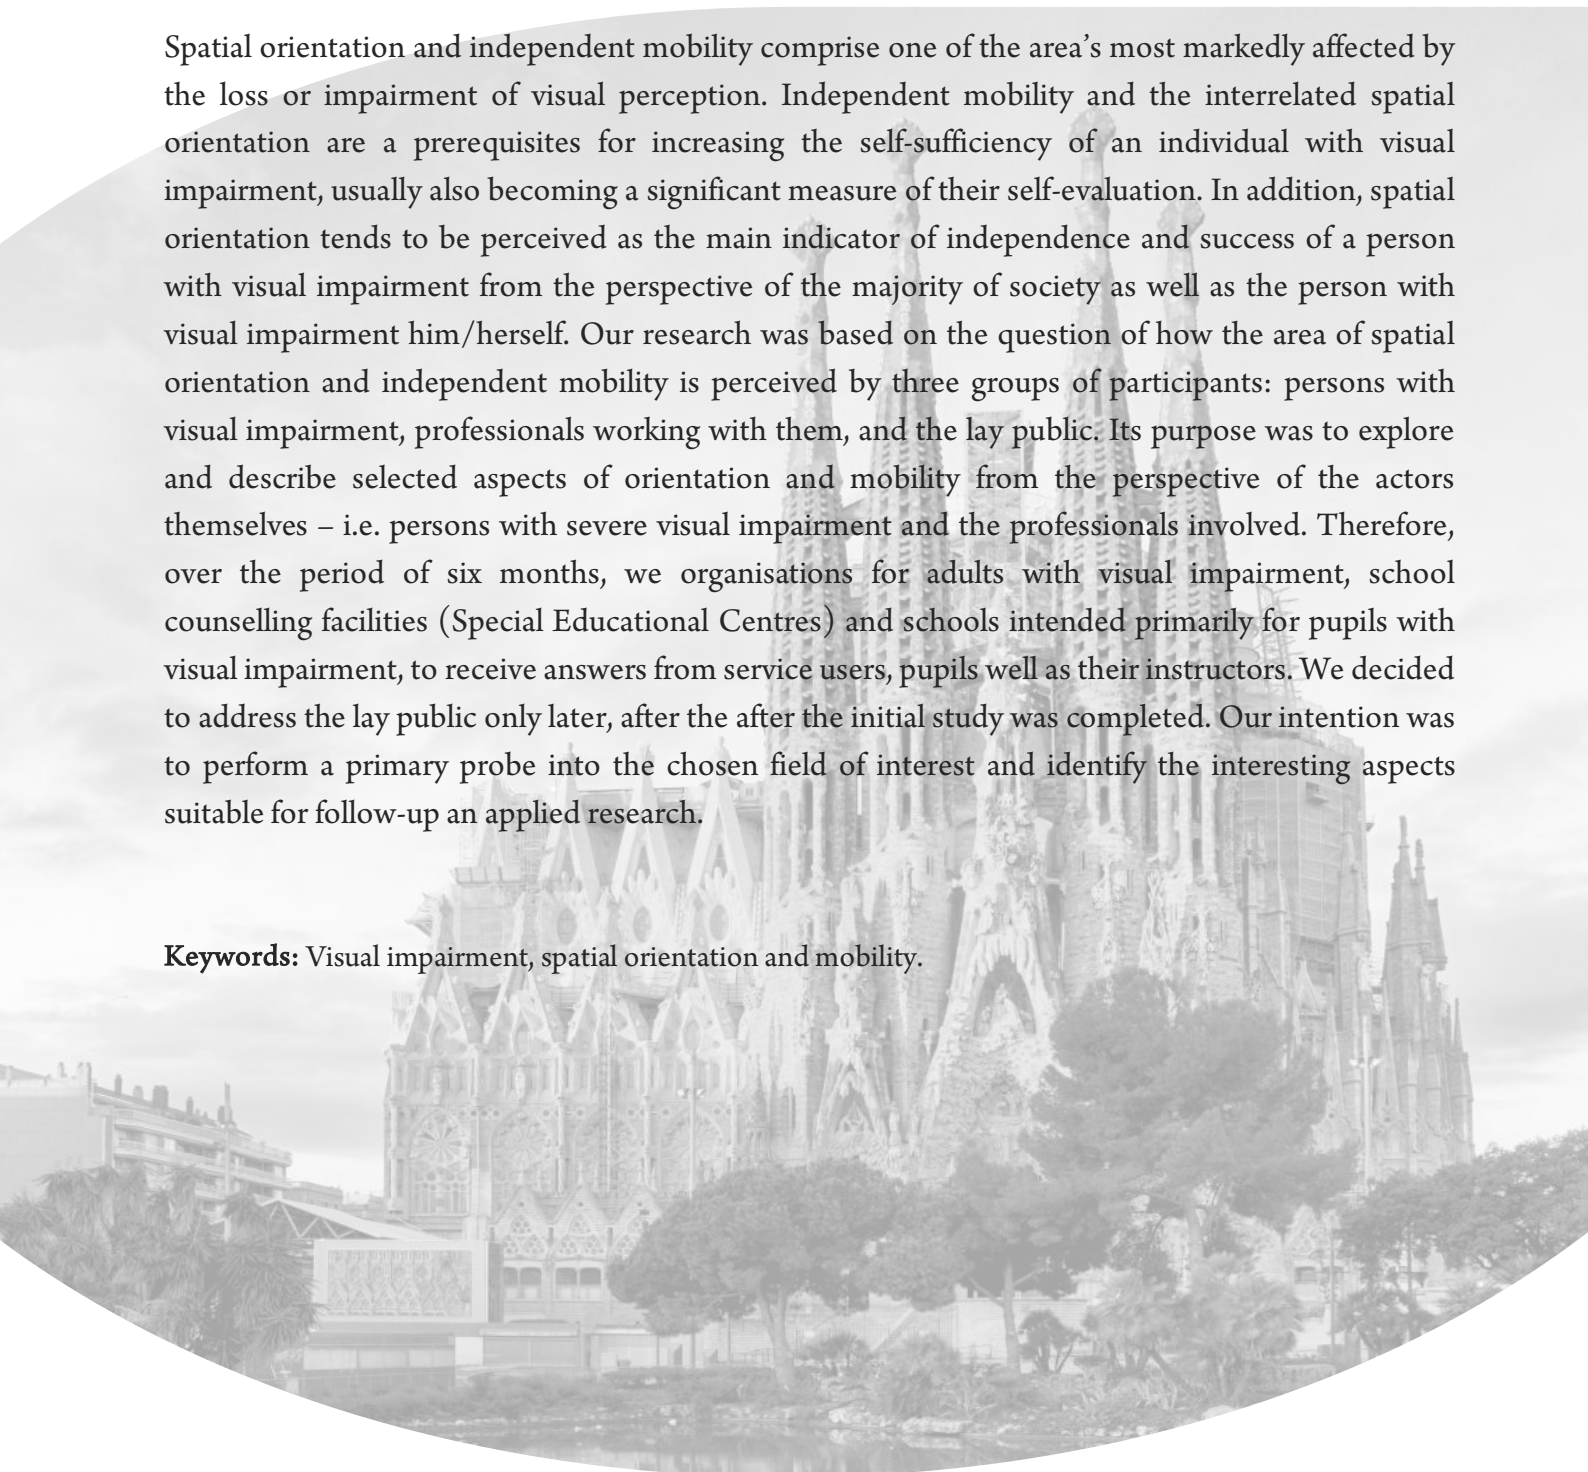 Spatial orientation and independent mobility comprise one of the area’s most markedly affected by
the loss or impairment of visual perception. Independent mobility and the interrelated spatial
orientation are a prerequisites for increasing the self-sufficiency of an individual with visual
impairment, usually also becoming a significant measure of their self-evaluation. In addition, spatial
orientation tends to be perceived as the main indicator of independence and success of a person
with visual impairment from the perspective of the majority of society as well as the person with
visual impairment him/herself. Our research was based on the question of how the area of spatial
orientation and independent mobility is perceived by three groups of participants: persons with
visual impairment, professionals working with them, and the lay public. Its purpose was to explore
and describe selected aspects of orientation and mobility from the perspective of the actors
themselves – i.e. persons with severe visual impairment and the professionals involved. Therefore,
over the period of six months, we organisations for adults with visual impairment, school
counselling facilities (Special Educational Centres) and schools intended primarily for pupils with
visual impairment, to receive answers from service users, pupils well as their instructors. We decided
to address the lay public only later, after the after the initial study was completed. Our intention was
to perform a primary probe into the chosen field of interest and identify the interesting aspects
suitable for follow-up an applied research.
Keywords: Visual impairment, spatial orientation and mobility.